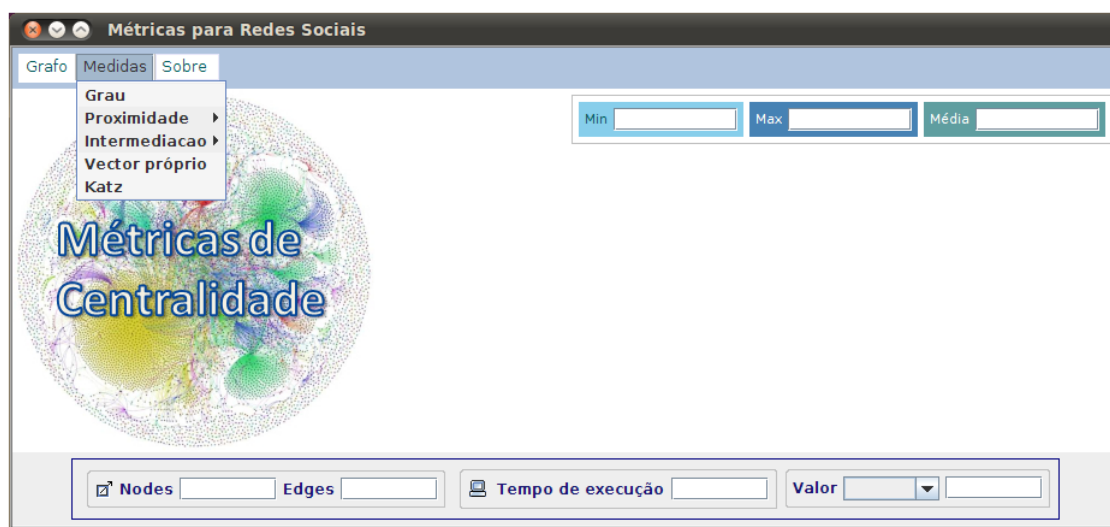 Métricas para Redes Sociais
Grafo Medidas Sobre
Grau
Proximidade
Intermediacao
Vector próprio
Katz
Min Max Média
Métricas de
Centralidade
Nodes Edges Tempo de execução Valor